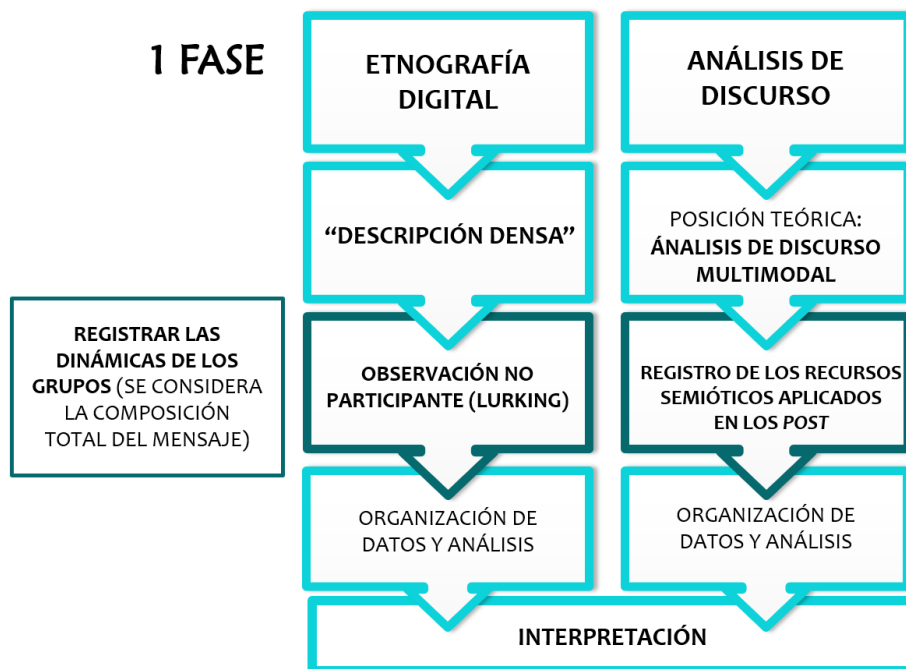 1 FASE
ETNOGRAFÍA
DIGITAL
ANÁLISIS DE
DISCURSO
“DESCRIPCIÓN DENSA”
POSICIÓN TEÓRICA:
ÁNALISIS DE DISCURSO
MULTIMODAL
REGISTRAR LAS
DINÁMICAS DE LOS
GRUPOS (SE CONSIDERA
LA COMPOSICIÓN
TOTAL DEL MENSAJE)
OBSERVACIÓN NO
PARTICIPANTE (LURKING)
REGISTRO DE LOS RECURSOS
SEMIÓTICOS APLICADOS
EN LOS POST
ORGANIZACIÓN DE
DATOS Y ANÁLISIS
ORGANIZACIÓN DE
DATOS Y ANÁLISIS
INTERPRETACIÓN